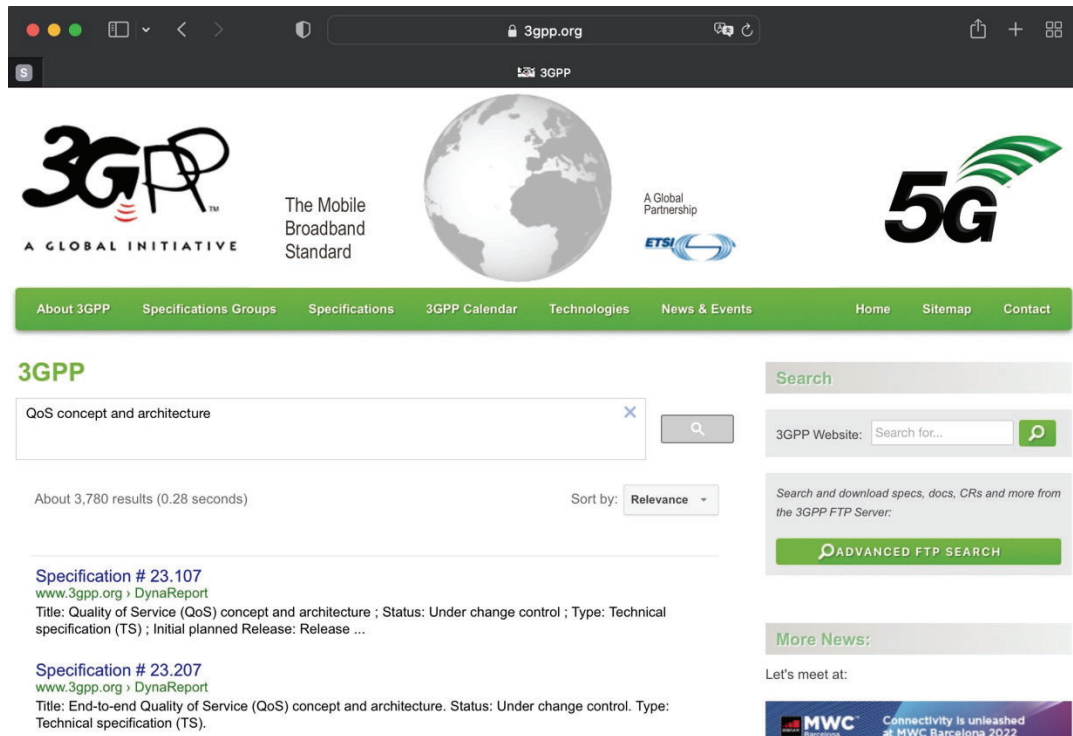 3gpp.org
S
3GPP
3GPP™
A GLOBAL INITIATIVE
The Mobile
Broadband
Standard
A Global
Partnership
ETSI
5G
About 3GPP Specifications Groups Specifications 3GPP Calendar Technologies News & Events Home Sitemap Contact
3GPP
QoS concept and architecture
About 3,780 results (0.28 seconds)
Sort by: Relevance
Specification # 23.107
www.3gpp.org › DynaReport
Title: Quality of Service (QoS) concept and architecture ; Status: Under change control ; Type: Technical
specification (TS) ; Initial planned Release: Release ...
Specification # 23.207
www.3gpp.org › DynaReport
Title: End-to-end Quality of Service (QoS) concept and architecture. Status: Under change control. Type:
Technical specification (TS).
Search
3GPP Website: Search for...
Search and download specs, docs, CRs and more from
the 3GPP FTP Server:
ADVANCED FTP SEARCH
More News:
Let's meet at:
MWC
Barcelona
Connectivity is unleashed
at MWC Barcelona 2022